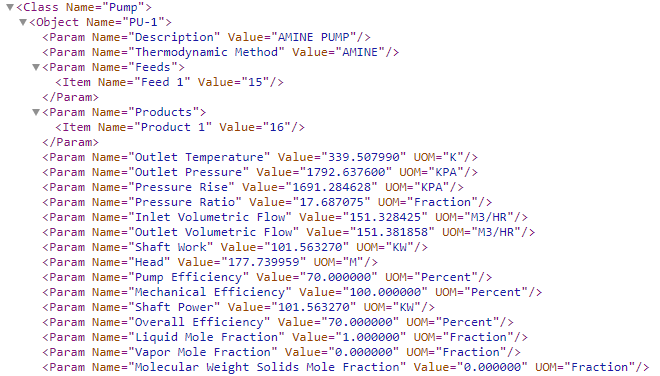 <Class Name="Pump">
<Object Name="PU-1">
<Param Name="Description" Value="AMINE PUMP"/>
<Param Name="Thermodynamic Method" Value="AMINE"/>
<Param Name="Feeds">
<Item Name="Feed 1" Value="15"/>
</Param>
<Param Name="Products">
<Item Name="Product 1" Value="16"/>
</Param>
<Param Name="Outlet Temperature" Value="339.507990" UOM="K"/>
<Param Name="Outlet Pressure" Value="1792.637600" UOM="KPA"/>
<Param Name="Pressure Rise" Value="1691.284628" UOM="KPA"/>
<Param Name="Pressure Ratio" Value="17.687075" UOM="Fraction"/>
<Param Name="Inlet Volumetric Flow" Value="151.328425" UOM="M3/HR"/>
<Param Name="Outlet Volumetric Flow" Value="151.381858" UOM="M3/HR"/>
<Param Name="Shaft Work" Value="101.563270" UOM="KW"/>
<Param Name="Head" Value="177.739959" UOM="M"/>
<Param Name="Pump Efficiency" Value="70.000000" UOM="Percent"/>
<Param Name="Mechanical Efficiency" Value="100.000000" UOM="Percent"/>
<Param Name="Shaft Power" Value="101.563270" UOM="KW"/>
<Param Name="Overall Efficiency" Value="70.000000" UOM="Percent"/>
<Param Name="Liquid Mole Fraction" Value="1.000000" UOM="Fraction"/>
<Param Name="Vapor Mole Fraction" Value="0.000000" UOM="Fraction"/>
<Param Name="Molecular Weight Solids Mole Fraction" Value="0.000000" UOM="Fraction"/>